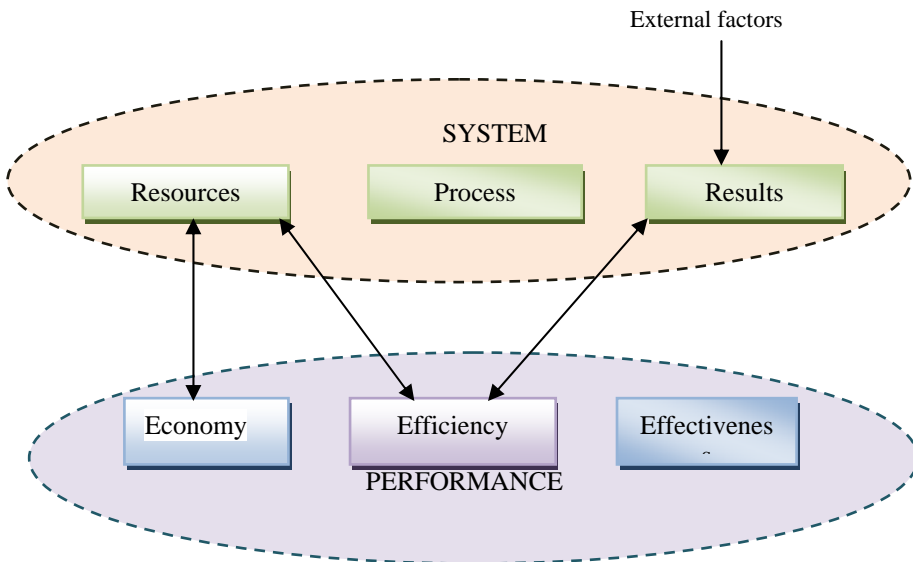 External factors
SYSTEM
Resources
Process
Results
Economy
Efficiency
Effectivenes
s
PERFORMANCE